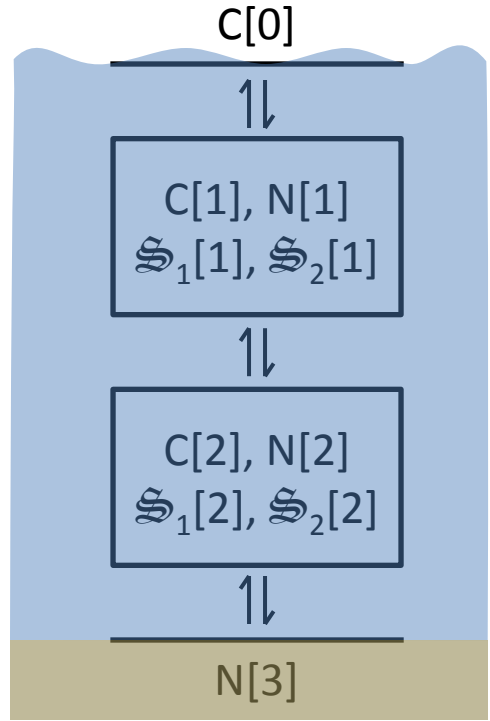 C[0]
C[1], N[1]
𝕾₁[1], 𝕾₂[1]
C[2], N[2]
𝕾₁[2], 𝕾₂[2]
N[3]